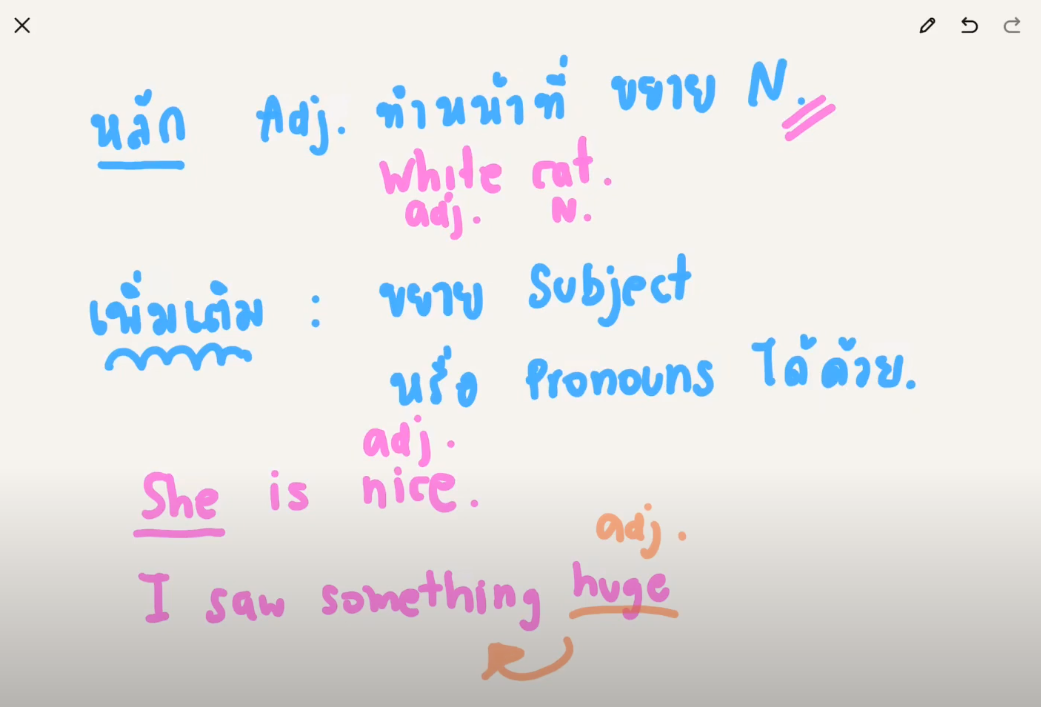 หลัก Adj. ทำหน้าที่ ขยาย N.
White cat.
adj. N.
เพิ่มเติม : ขยาย Subject
หรือ Pronouns ได้ด้วย.
adj.
She is nice.
adj.
I saw something huge